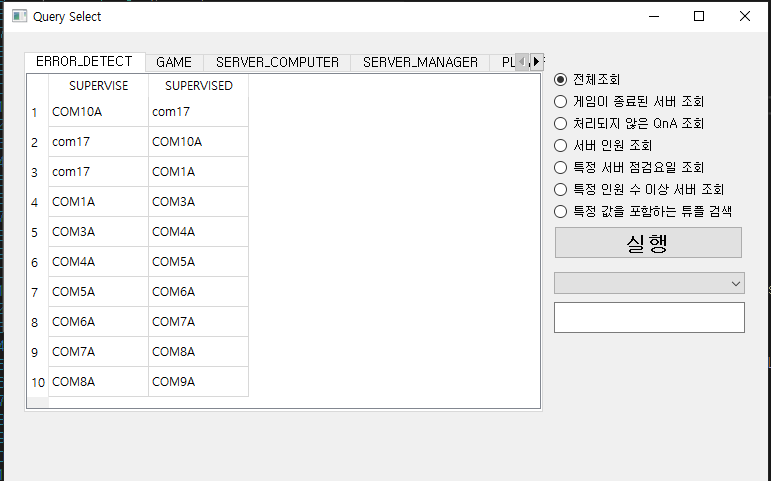 Query Select
ERROR_DETECT GAME SERVER_COMPUTER SERVER_MANAGER
SUPERVISE SUPERVISED
1 COM10A com17
2 com17 COM10A
3 com17 COM1A
4 COM1A COM3A
5 COM3A COM4A
6 COM4A COM5A
7 COM5A COM6A
8 COM6A COM7A
9 COM7A COM8A
10 COM8A COM9A
전체조회
게임이 종료된 서버 조회
처리되지 않은 QnA 조회
서버 인원 조회
특정 서버 점검요일 조회
특정 인원 수 이상 서버 조회
특정 값을 포함하는 튜플 검색
실행